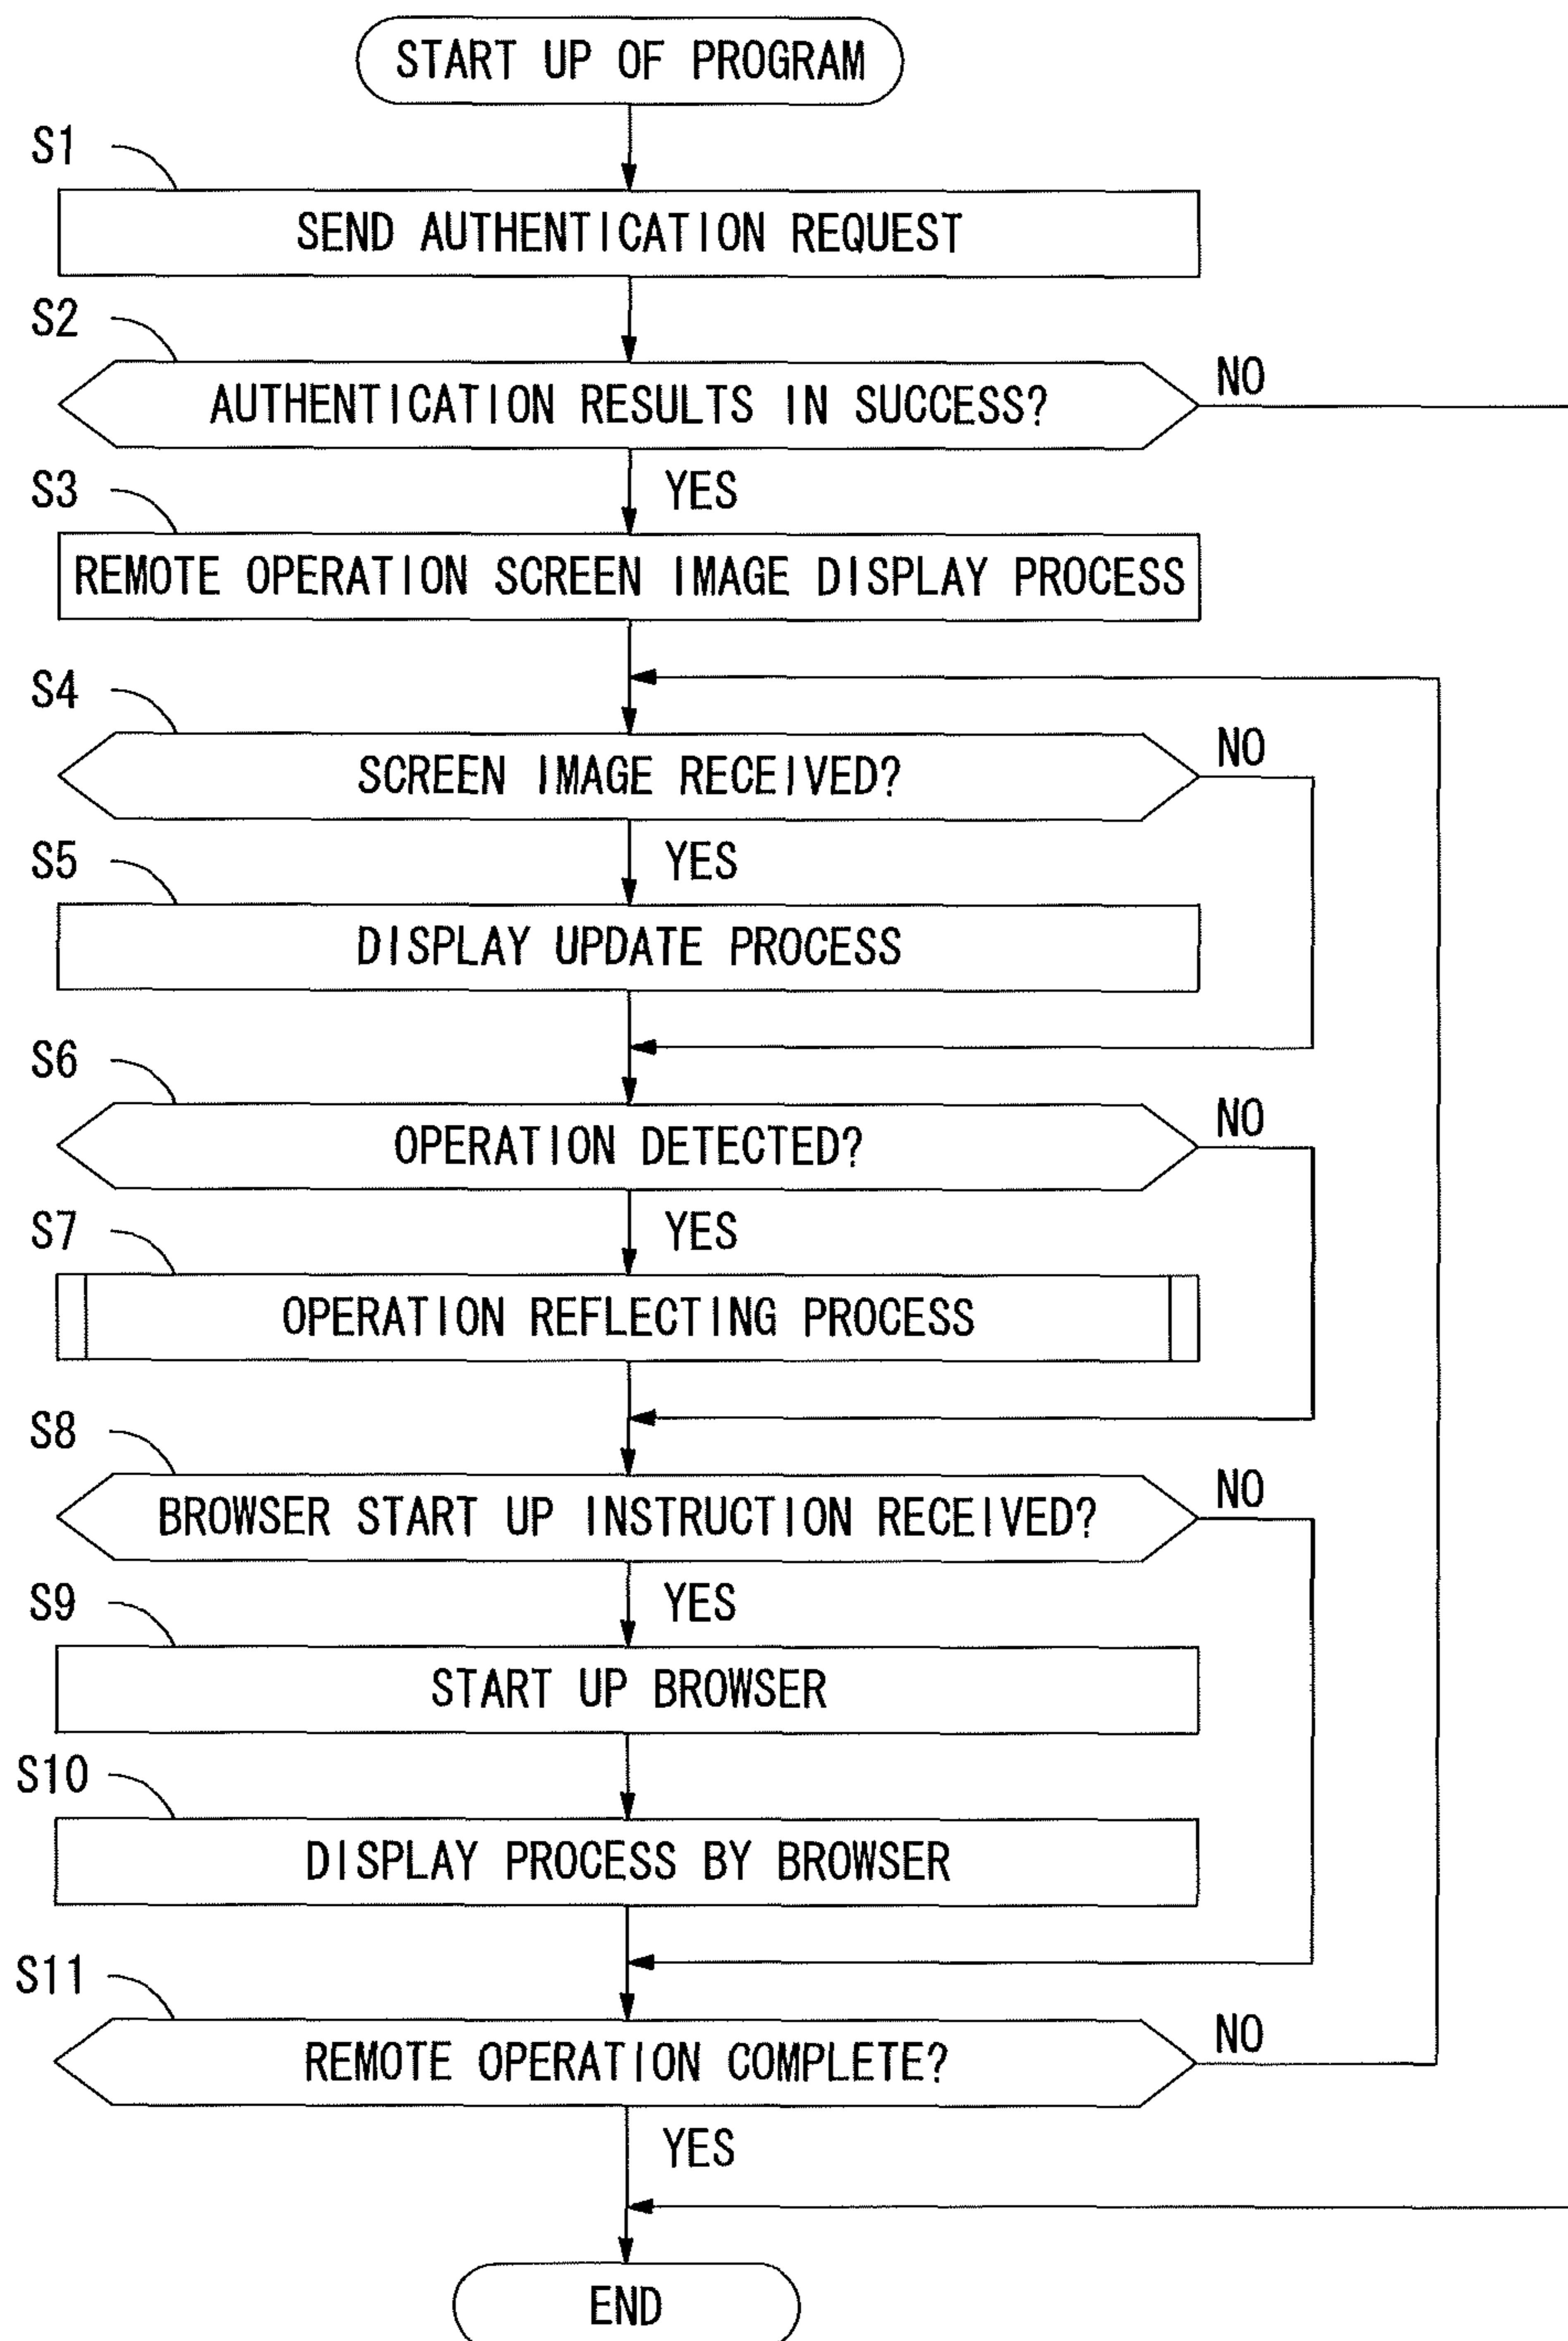 START UP OF PROGRAM
S1
SEND AUTHENTICATION REQUEST
S2
AUTHENTICATION RESULTS IN SUCCESS?
NO
YES
S3
REMOTE OPERATION SCREEN IMAGE DISPLAY PROCESS
S4
SCREEN IMAGE RECEIVED?
NO
YES
S5
DISPLAY UPDATE PROCESS
S6
OPERATION DETECTED?
NO
YES
S7
OPERATION REFLECTING PROCESS
S8
BROWSER START UP INSTRUCTION RECEIVED?
NO
YES
S9
START UP BROWSER
S10
DISPLAY PROCESS BY BROWSER
S11
REMOTE OPERATION COMPLETE?
NO
YES
END